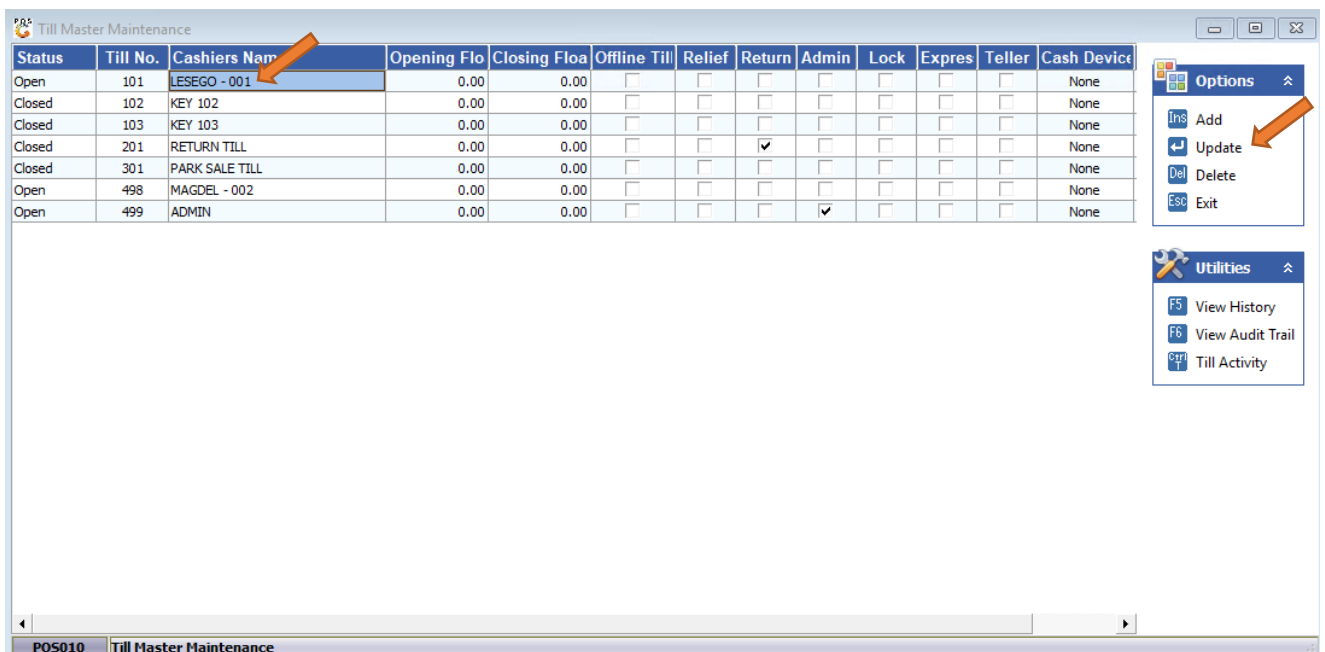 Till Master Maintenance
Status Till No. Cashiers Nam Opening Flo Closing Floa Offline Till Relief Return Admin Lock Expres Teller Cash Device
Open 101 LESEGO - 001 0.00 0.00 None
Closed 102 KEY 102 0.00 0.00 None
Closed 103 KEY 103 0.00 0.00 None
Closed 201 RETURN TILL 0.00 0.00 None
Closed 301 PARK SALE TILL 0.00 0.00 None
Open 498 MAGDEL - 002 0.00 0.00 None
Open 499 ADMIN 0.00 0.00 None
Options
Ins Add
Update
Del Delete
Esc Exit
Utilities
F5 View History
F6 View Audit Trail
Ctrl T Till Activity
POS010 Till Master Maintenance